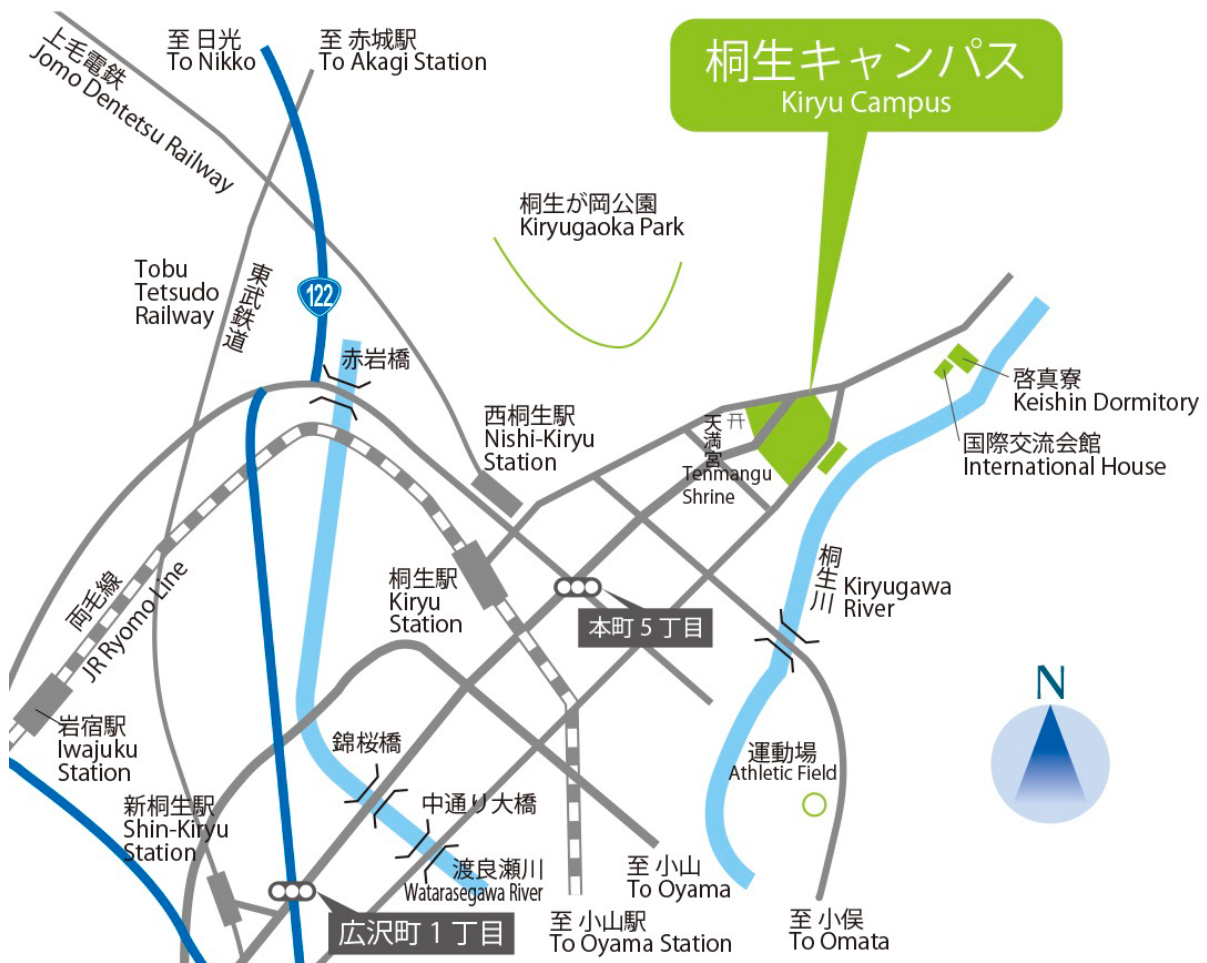 上毛電鉄
Jomo Dentetsu Railway
至 日光
To Nikko
至 赤城駅
To Akagi Station
桐生キャンパス
Kiryu Campus
桐生が岡公園
Kiryugaoka Park
Tobu
Tetsudo
Railway
東武鉄道
122
赤岩橋
西桐生駅
Nishi-Kiryu
Station
天満宮
Tenmangu
Shrine
啓真寮
Keishin Dormitory
国際交流会館
International House
両毛線
JR Ryomo Line
桐生駅
Kiryu
Station
本町 5 丁目
桐生川
Kiryugawa
River
岩宿駅
Iwajuku
Station
錦桜橋
中通り大橋
新桐生駅
Shin-Kiryu
Station
渡良瀬川
Watarasegawa River
広沢町 1 丁目
至 小山
To Oyama
至 小山駅
To Oyama Station
運動場
Athletic Field
至 小俣
To Omata
N